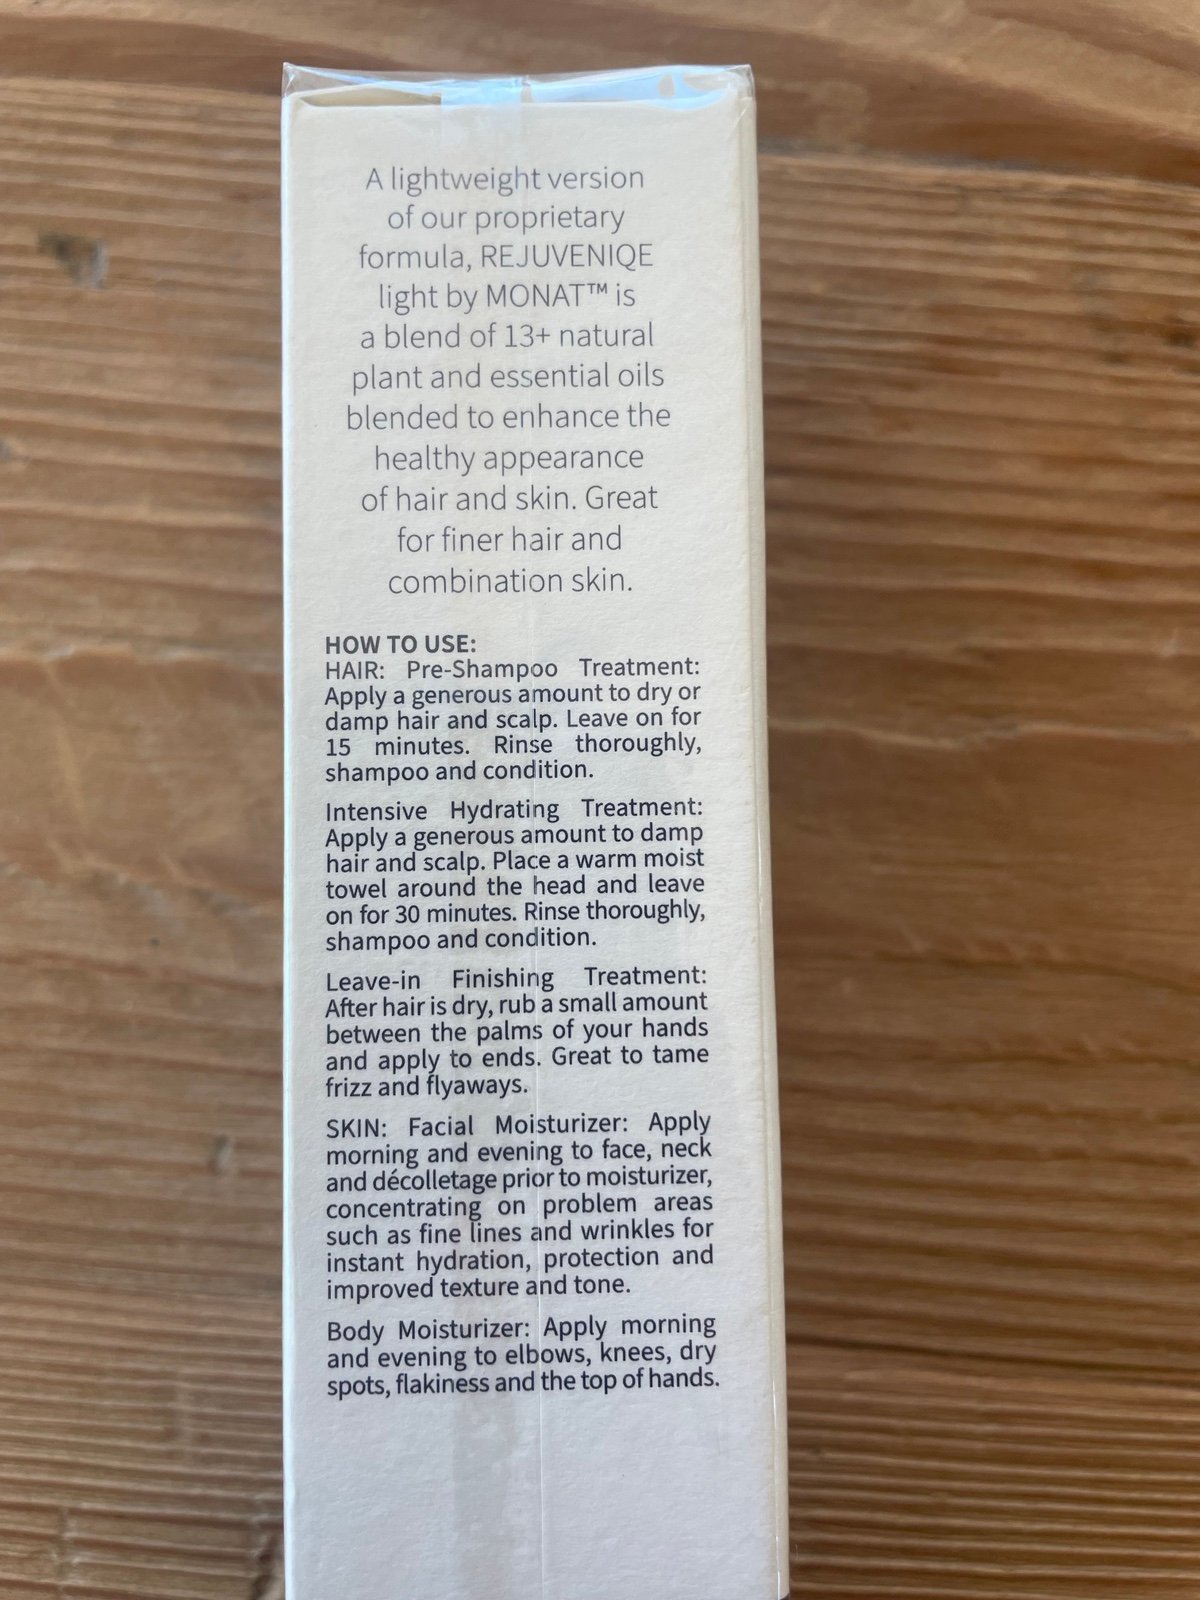 A lightweight version
of our proprietary
formula, REJUVENIQE
light by MONAT™ is
a blend of 13+ natural
plant and essential oils
blended to enhance the
healthy appearance
of hair and skin. Great
for finer hair and
combination skin.
HOW TO USE:
HAIR: Pre-Shampoo Treatment:
Apply a generous amount to dry or
damp hair and scalp. Leave on for
15 minutes. Rinse thoroughly,
shampoo and condition.
Intensive Hydrating Treatment:
Apply a generous amount to damp
hair and scalp. Place a warm moist
towel around the head and leave
on for 30 minutes. Rinse thoroughly,
shampoo and condition.
Leave-in Finishing Treatment:
After hair is dry, rub a small amount
between the palms of your hands
and apply to ends. Great to tame
frizz and flyaways.
SKIN: Facial Moisturizer: Apply
morning and evening to face, neck
and décolletage prior to moisturizer,
concentrating on problem areas
such as fine lines and wrinkles for
instant hydration, protection and
improved texture and tone.
Body Moisturizer: Apply morning
and evening to elbows, knees, dry
spots, flakiness and the top of hands.